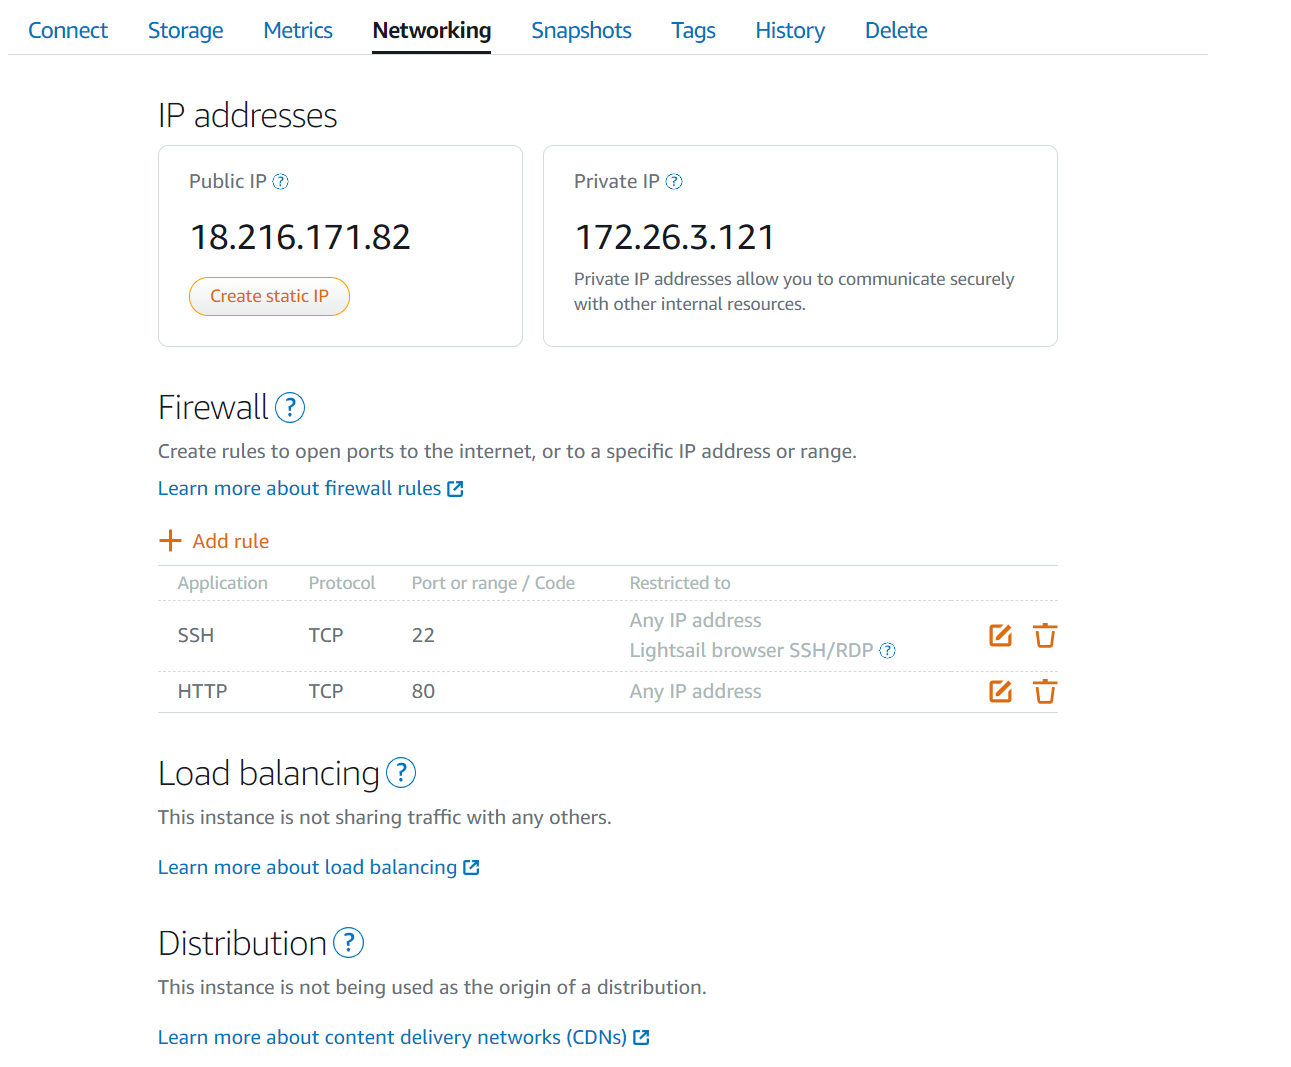 Connect Storage Metrics Networking Snapshots Tags History Delete
IP addresses
Public IP ?
18.216.171.82
Create static IP
Private IP ?
172.26.3.121
Private IP addresses allow you to communicate securely
with other internal resources.
Firewall ?
Create rules to open ports to the internet, or to a specific IP address or range.
Learn more about firewall rules
+ Add rule
Application Protocol Port or range / Code Restricted to
SSH TCP 22 Any IP address
Lightsail browser SSH/RDP ?
HTTP TCP 80 Any IP address
Load balancing ?
This instance is not sharing traffic with any others.
Learn more about load balancing
Distribution ?
This instance is not being used as the origin of a distribution.
Learn more about content delivery networks (CDNs)